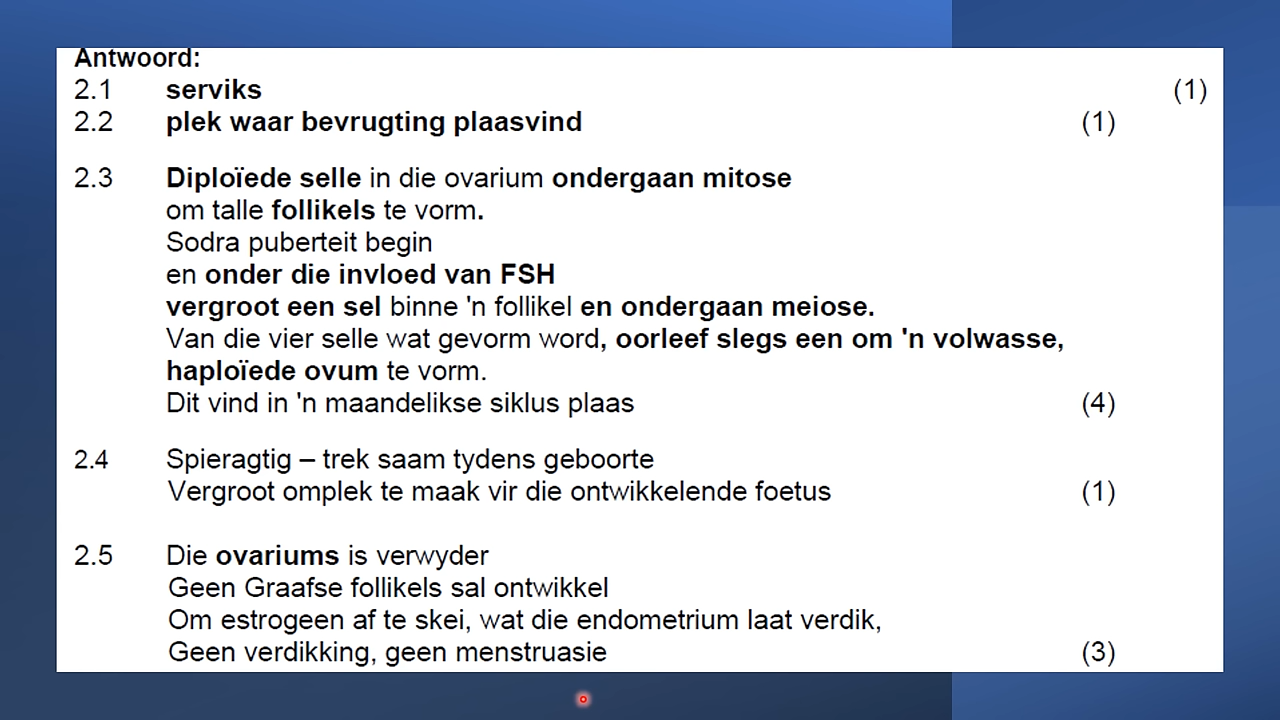 Antwoord:
2.1 serviks (1)
2.2 plek waar bevrugting plaasvind (1)
2.3 Diploïede selle in die ovarium ondergaan mitose
om talle follikels te vorm.
Sodra puberteit begin
en onder die invloed van FSH
vergroot een sel binne 'n follikel en ondergaan meiose.
Van die vier selle wat gevorm word, oorleef slegs een om 'n volwasse,
haploïede ovum te vorm.
Dit vind in 'n maandelikse siklus plaas (4)
2.4 Spieragtig – trek saam tydens geboorte
Vergroot omplek te maak vir die ontwikkelende foetus (1)
2.5 Die ovariums is verwyder
Geen Graafse follikels sal ontwikkel
Om estrogeen af te skei, wat die endometrium laat verdik,
Geen verdikking, geen menstruasie (3)